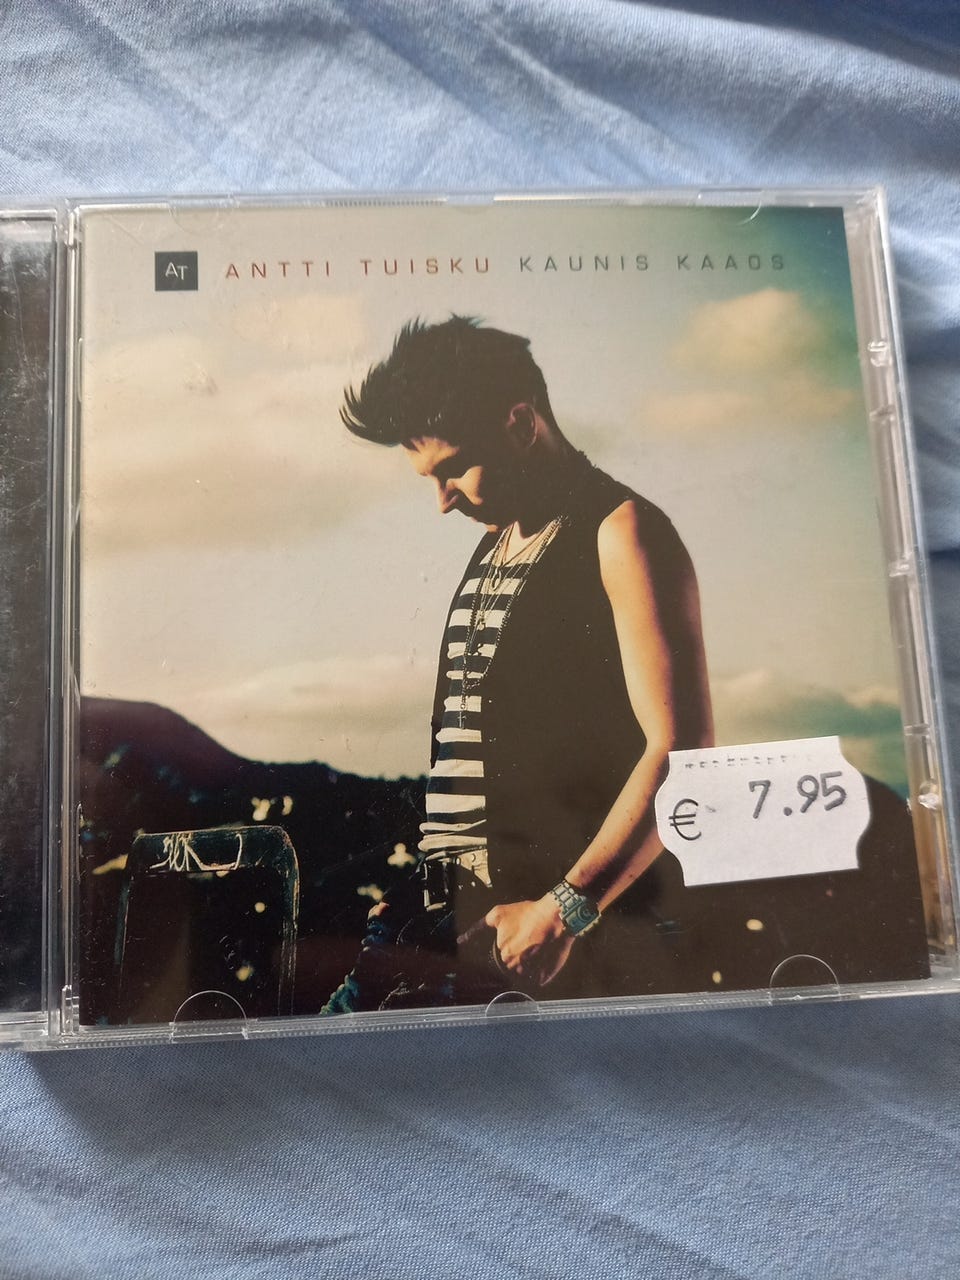 AT ANTTI TUISKU KAUNIS KAAOS
€ 7.95